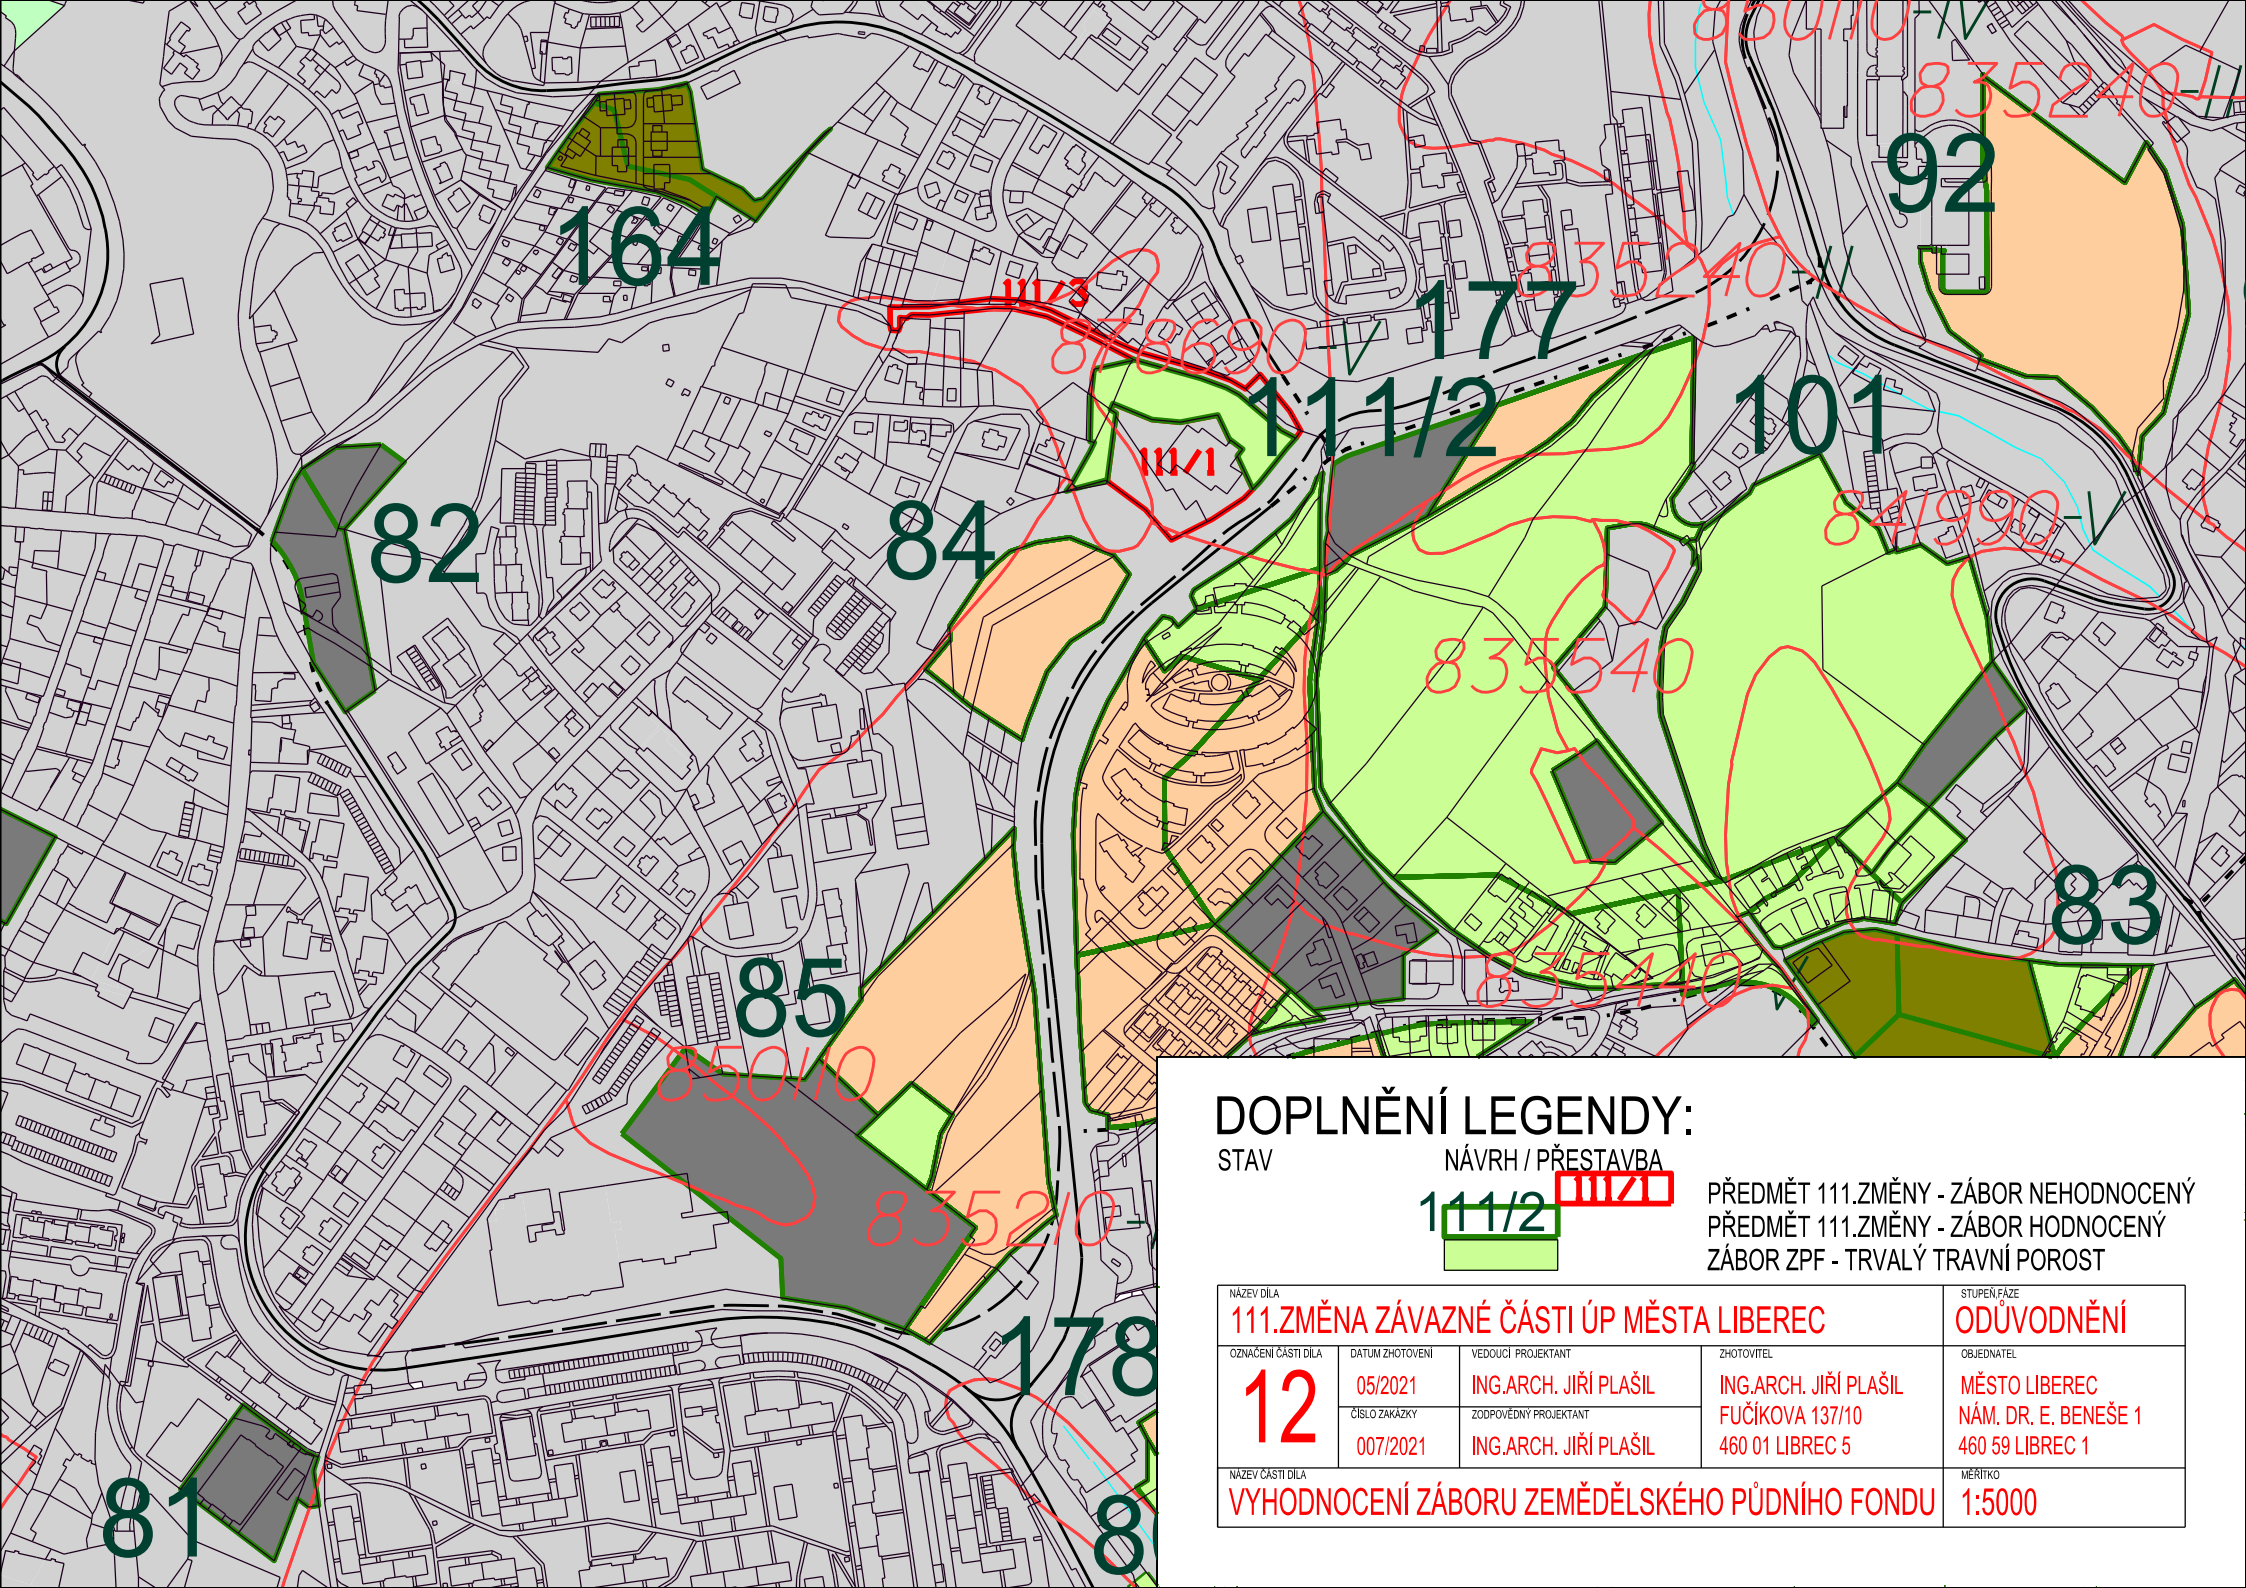 850110-IV
835240-II
92
164
111/3
835240-II
177
878690-V
111/2
101
111/1
82
84
841990-V
835540
83
85
835440
V
850110
835210-
178
81
8
DOPLNĚNÍ LEGENDY:
STAV NÁVRH / PŘESTAVBA
111/1 PŘEDMĚT 111.ZMĚNY - ZÁBOR NEHODNOCENÝ
111/2 PŘEDMĚT 111.ZMĚNY - ZÁBOR HODNOCENÝ
ZÁBOR ZPF - TRVALÝ TRAVNÍ POROST
NÁZEV DÍLA
111.ZMĚNA ZÁVAZNÉ ČÁSTI ÚP MĚSTA LIBEREC
STUPEŇ,FÁZE
ODŮVODNĚNÍ
OZNAČENÍ ČÁSTI DÍLA
12
DATUM ZHOTOVENÍ
05/2021
ČÍSLO ZAKÁZKY
007/2021
VEDOUCÍ PROJEKTANT
ING.ARCH. JIŘÍ PLAŠIL
ZODPOVĚDNÝ PROJEKTANT
ING.ARCH. JIŘÍ PLAŠIL
ZHOTOVITEL
ING.ARCH. JIŘÍ PLAŠIL
FUČÍKOVA 137/10
460 01 LIBREC 5
OBJEDNATEL
MĚSTO LIBEREC
NÁM. DR. E. BENEŠE 1
460 59 LIBREC 1
NÁZEV ČÁSTI DÍLA
VYHODNOCENÍ ZÁBORU ZEMĚDĚLSKÉHO PŮDNÍHO FONDU
MĚŘÍTKO
1:5000